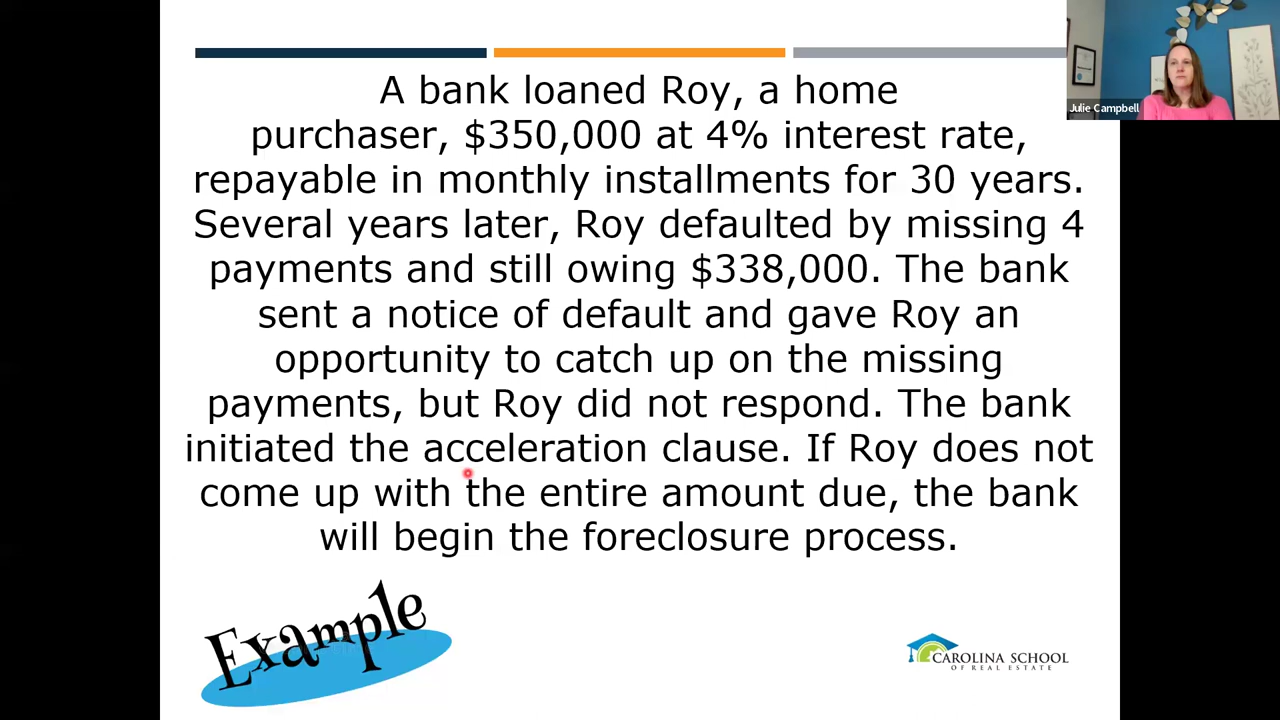 A bank loaned Roy, a home
purchaser, $350,000 at 4% interest rate,
repayable in monthly installments for 30 years.
Several years later, Roy defaulted by missing 4
payments and still owing $338,000. The bank
sent a notice of default and gave Roy an
opportunity to catch up on the missing
payments, but Roy did not respond. The bank
initiated the acceleration clause. If Roy does not
come up with the entire amount due, the bank
will begin the foreclosure process.
Julie Campbell
Example
CAROLINA SCHOOL
OF REAL ESTATE